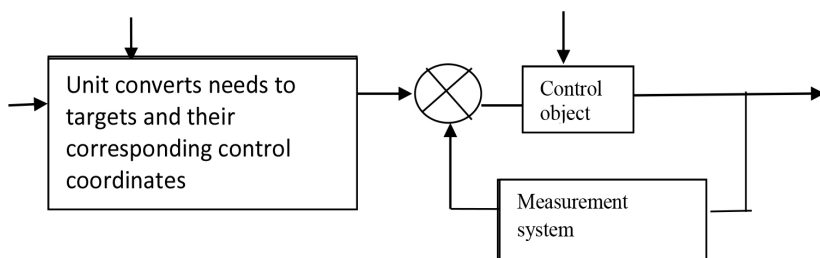 Unit converts needs to
targets and their
corresponding control
coordinates
Control
object
Measurement
system